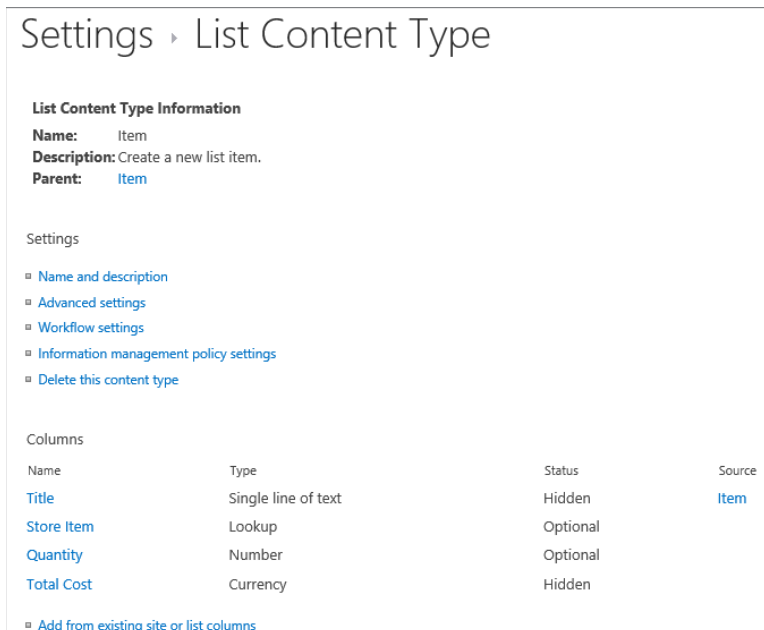 Settings ▸ List Content Type
List Content Type Information
Name: Item
Description: Create a new list item.
Parent: Item
Settings
Name and description
Advanced settings
Workflow settings
Information management policy settings
Delete this content type
Columns
Name Type Status Source
Title Single line of text Hidden Item
Store Item Lookup Optional
Quantity Number Optional
Total Cost Currency Hidden
Add from existing site or list columns